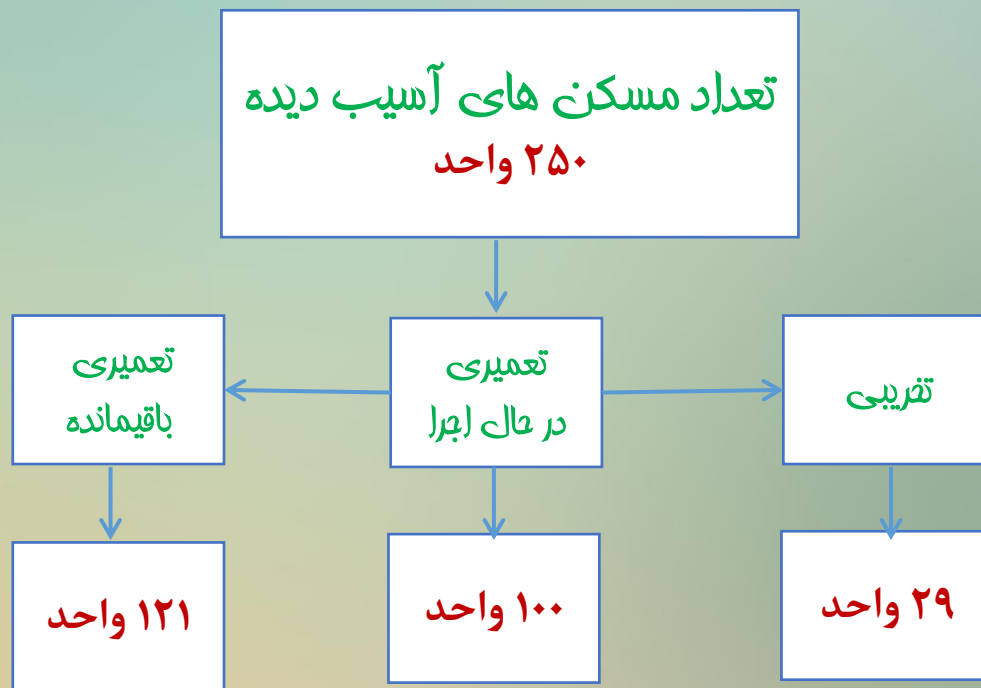 تعداد مسکن های آسیب دیده
۲۵۰ واحد
تخریبی
تعمیری
در حال اجرا
تعمیری
باقیمانده
۲۹ واحد
۱۰۰ واحد
۱۲۱ واحد